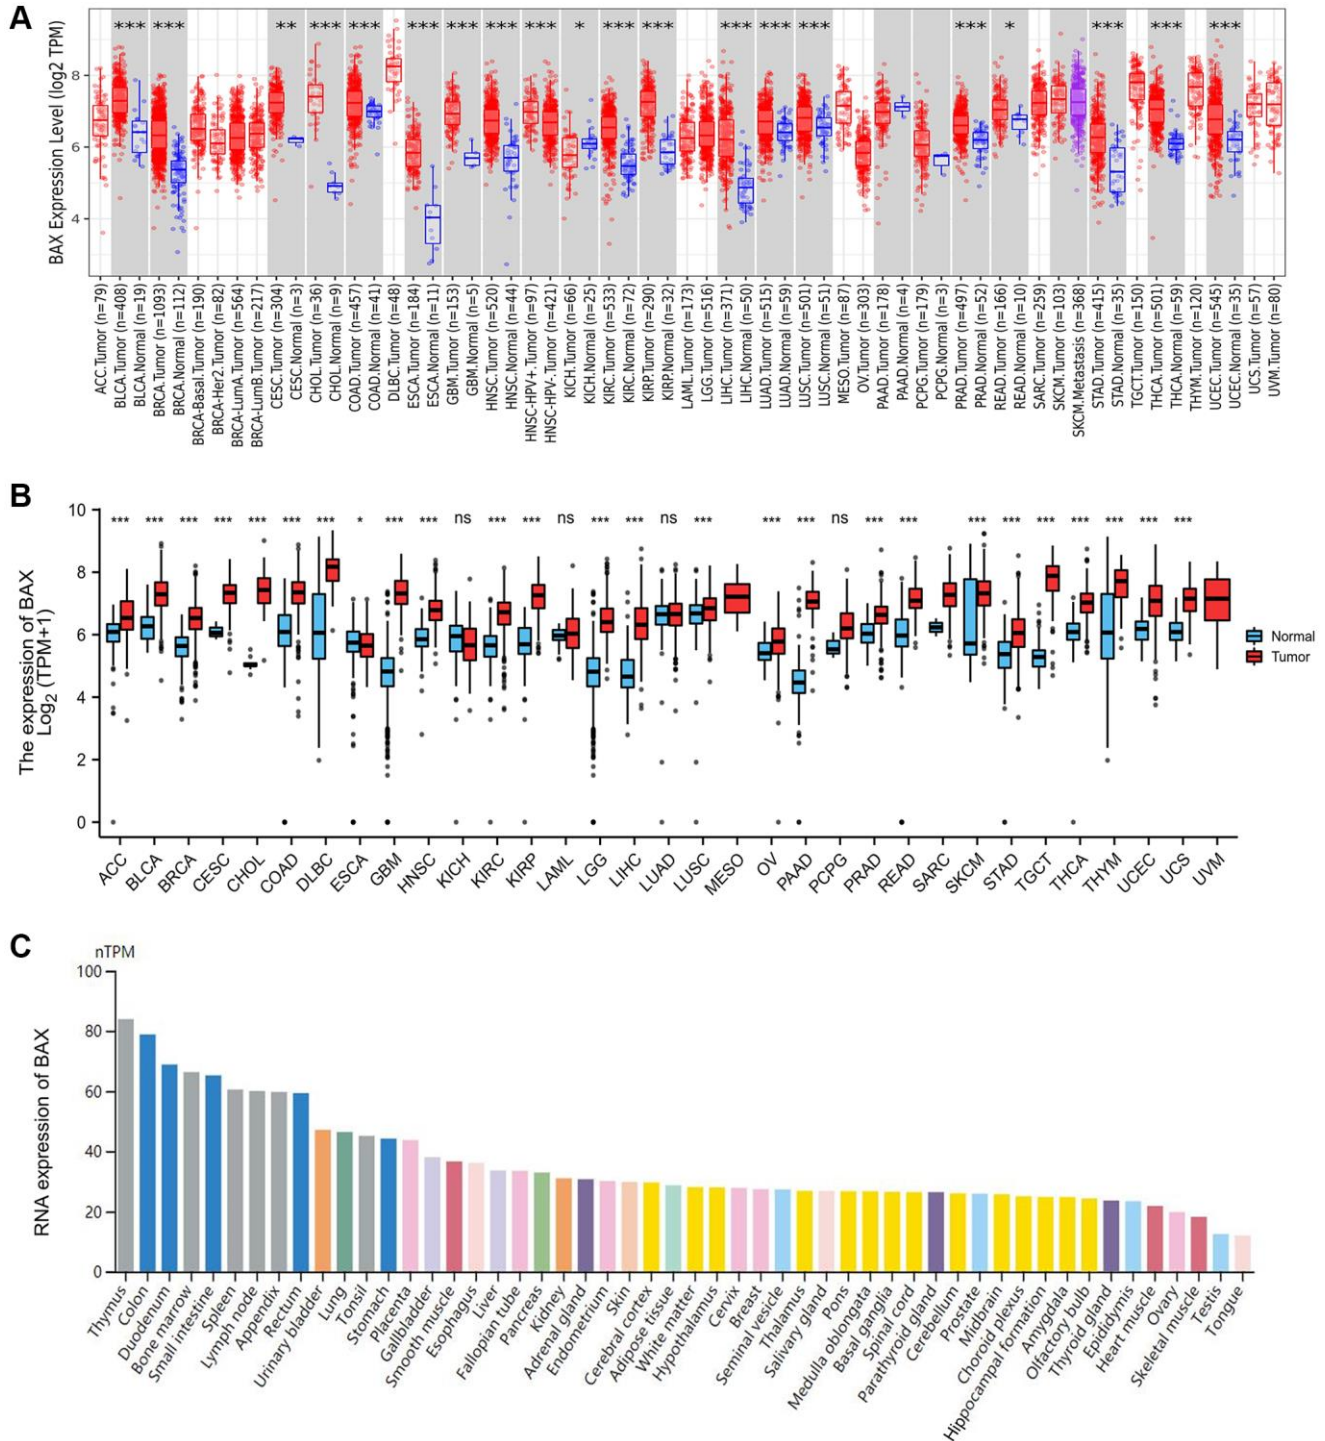 A
*** *** ** *** *** *** *** *** *** * *** *** *** *** *** *** * *** *** ***
BAX Expression Level (log2 TPM)
8
6
4
ACC.Tumor (n=79)
BLCA.Tumor (n=408)
BLCA.Normal (n=19)
BRCA.Tumor (n=1093)
BRCA.Normal (n=112)
BRCA-Basal.Tumor (n=190)
BRCA-Her2.Tumor (n=82)
BRCA-LumA.Tumor (n=564)
BRCA-LumB.Tumor (n=217)
CESC.Tumor (n=304)
CESC.Normal (n=3)
CHOL.Tumor (n=36)
CHOL.Normal (n=9)
COAD.Tumor (n=457)
COAD.Normal (n=41)
DLBC.Tumor (n=48)
ESCA.Tumor (n=184)
ESCA.Normal (n=11)
GBM.Tumor (n=153)
GBM.Normal (n=5)
HNSC.Tumor (n=520)
HNSC.Normal (n=44)
HNSC-HPV+.Tumor (n=97)
HNSC-HPV-.Tumor (n=421)
KICH.Tumor (n=66)
KICH.Normal (n=25)
KIRC.Tumor (n=533)
KIRC.Normal (n=72)
KIRP.Tumor (n=290)
KIRP.Normal (n=32)
LAML.Tumor (n=173)
LGG.Tumor (n=516)
LIHC.Tumor (n=371)
LIHC.Normal (n=50)
LUAD.Tumor (n=515)
LUAD.Normal (n=59)
LUSC.Tumor (n=501)
LUSC.Normal (n=51)
MESO.Tumor (n=87)
OV.Tumor (n=303)
PAAD.Tumor (n=178)
PAAD.Normal (n=4)
PCPG.Tumor (n=179)
PCPG.Normal (n=3)
PRAD.Tumor (n=497)
PRAD.Normal (n=52)
READ.Tumor (n=166)
READ.Normal (n=10)
SARC.Tumor (n=259)
SKCM.Tumor (n=103)
SKCM.Metastasis (n=368)
STAD.Tumor (n=415)
STAD.Normal (n=35)
TGCT.Tumor (n=150)
THCA.Tumor (n=501)
THCA.Normal (n=59)
THYM.Tumor (n=120)
UCEC.Tumor (n=545)
UCEC.Normal (n=35)
UCS.Tumor (n=57)
UVM.Tumor (n=80)
B
The expression of BAX
Log2 (TPM+1)
10
8
6
4
2
0
*** *** *** *** *** *** *** * *** *** ns *** *** ns *** *** ns *** *** *** ns *** *** *** *** *** *** *** *** ***
Normal
Tumor
ACC
BLCA
BRCA
CESC
CHOL
COAD
DLBC
ESCA
GBM
HNSC
KICH
KIRC
KIRP
LAML
LGG
LIHC
LUAD
LUSC
MESO
OV
PAAD
PCPG
PRAD
READ
SARC
SKCM
STAD
TGCT
THCA
THYM
UCEC
UCS
UVM
C
nTPM
RNA expression of BAX
100
80
60
40
20
0
Thymus
Colon
Duodenum
Bone marrow
Small intestine
Spleen
Lymph node
Appendix
Rectum
Urinary bladder
Lung
Tonsil
Stomach
Placenta
Gallbladder
Smooth muscle
Esophagus
Liver
Fallopian tube
Pancreas
Kidney
Adrenal gland
Endometrium
Skin
Cerebral cortex
Adipose tissue
White matter
Hypothalamus
Cervix
Breast
Seminal vesicle
Thalamus
Salivary gland
Pons
Medulla oblongata
Basal ganglia
Spinal cord
Parathyroid gland
Cerebellum
Prostate
Midbrain
Choroid plexus
Hippocampal formation
Amygdala
Olfactory bulb
Thyroid gland
Epididymis
Heart muscle
Ovary
Skeletal muscle
Testis
Tongue